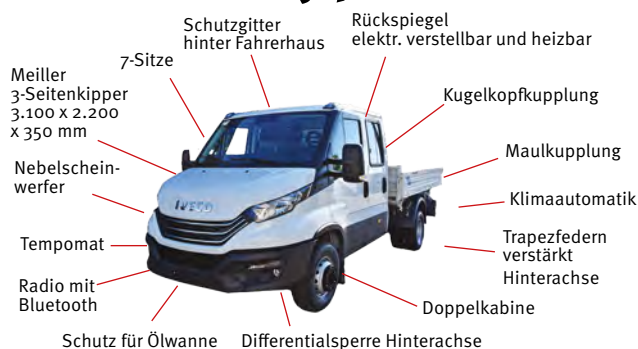 Schutzgitter
hinter Fahrerhaus
Rückspiegel
elektr. verstellbar und heizbar
7-Sitze
Meiller
3-Seitenkipper
3.100 x 2.200
x 350 mm
Kugelkopfkupplung
Maulkupplung
Nebelschein-
werfer
Klimaautomatik
IVECO
Tempomat
Trapezfedern
verstärkt
Hinterachse
Radio mit
Bluetooth
Doppelkabine
Schutz für Ölwanne
Differentialsperre Hinterachse